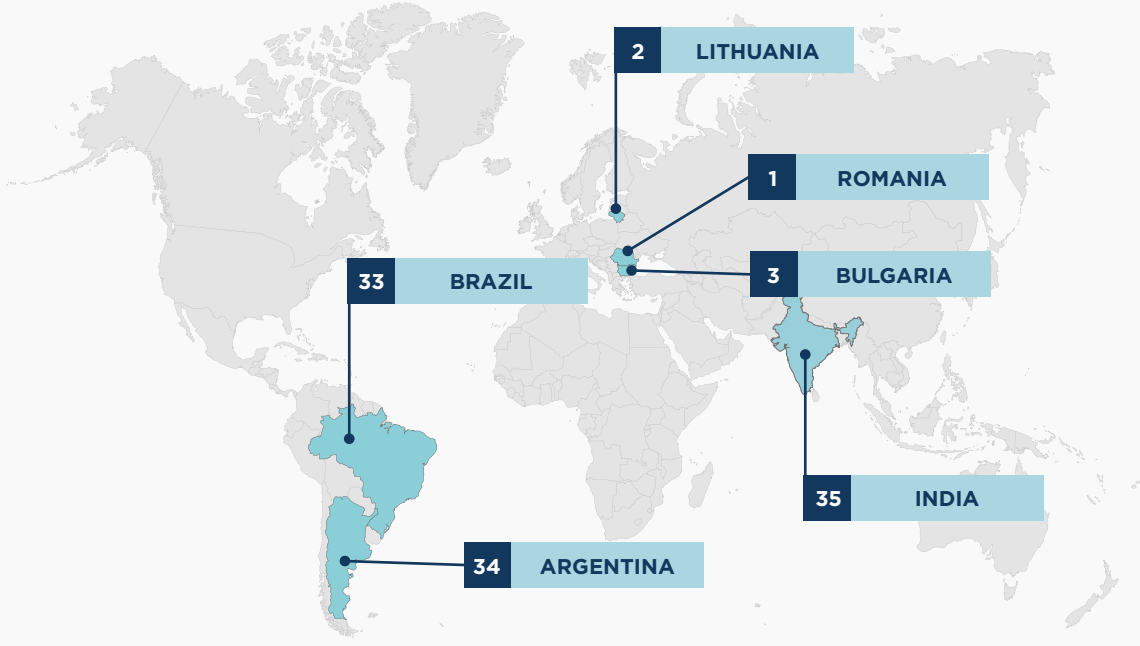 2 LITHUANIA
1 ROMANIA
33 BRAZIL
3 BULGARIA
35 INDIA
34 ARGENTINA